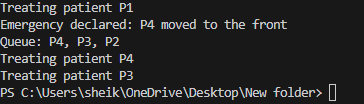 Treating patient P1
Emergency declared: P4 moved to the front
Queue: P4, P3, P2
Treating patient P4
Treating patient P3
PS C:\Users\sheik\OneDrive\Desktop\New folder>